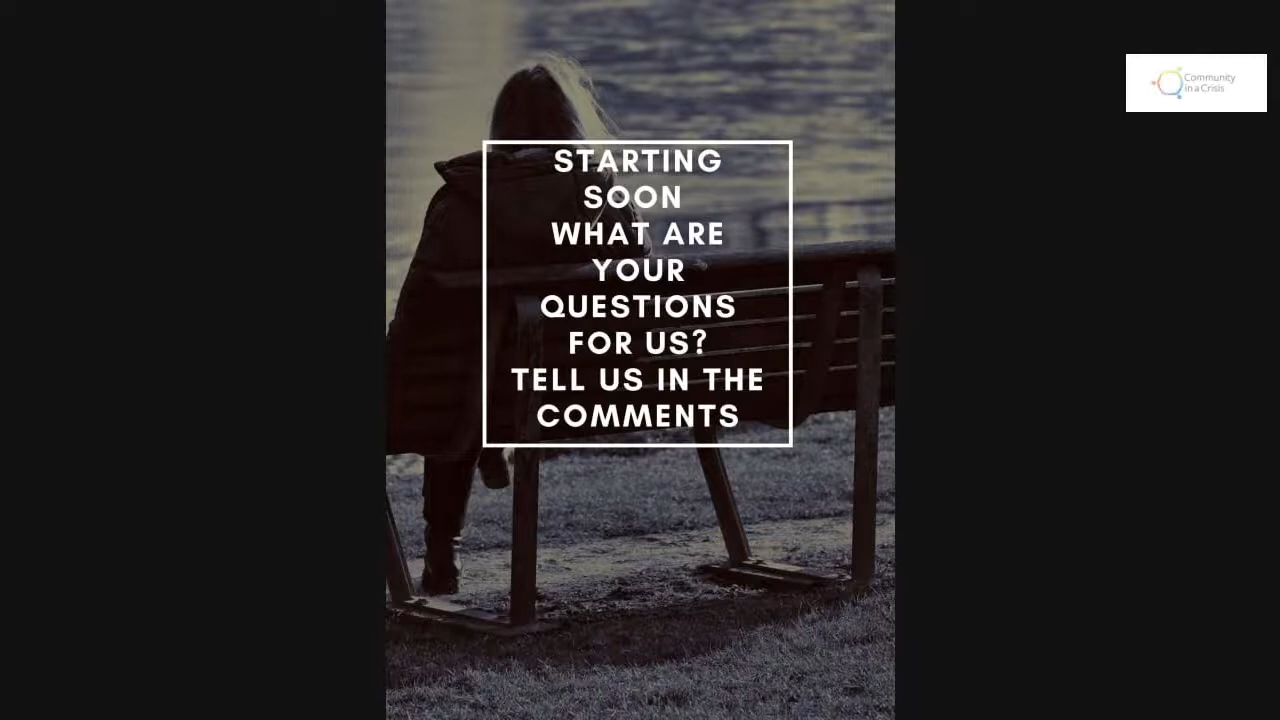 STARTING
SOON
WHAT ARE
YOUR
QUESTIONS
FOR US?
TELL US IN THE
COMMENTS
Community
in a Crisis